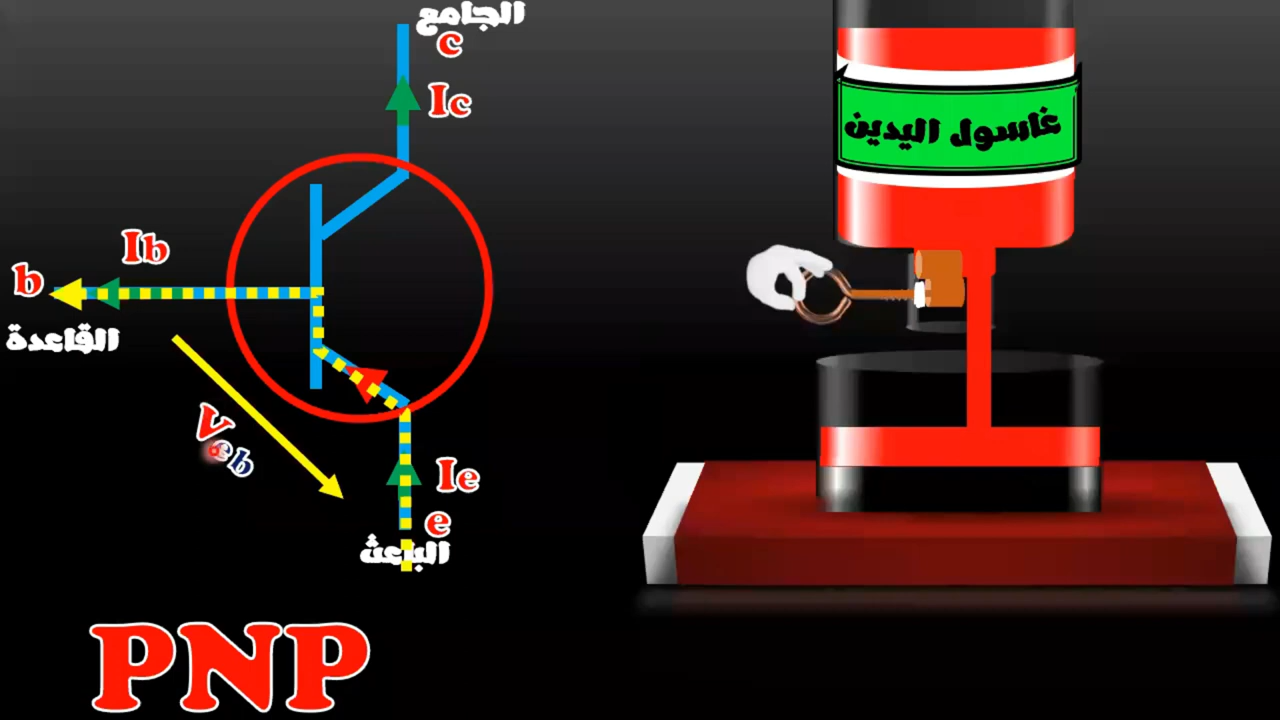 الجامع
c
Ic
غاسول اليدين
Ib
b
القاعدة
Veb
Ie
e
الباعث
PNP